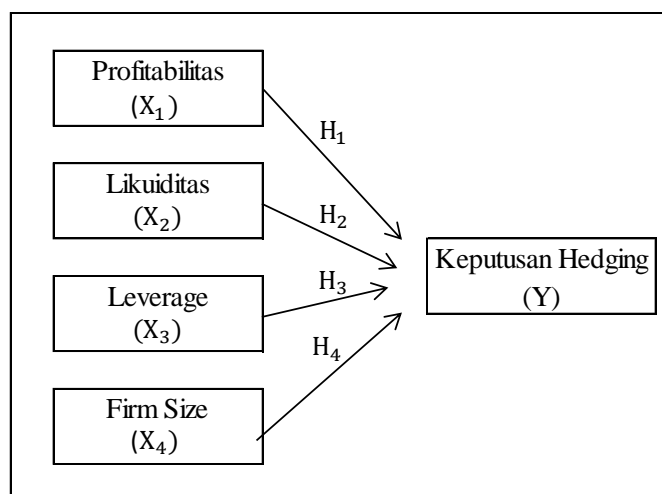 Profitabilitas
(X₁)
H₁
Likuiditas
(X₂)
H₂
Keputusan Hedging
(Y)
Leverage
(X₃)
H₃
H₄
Firm Size
(X₄)